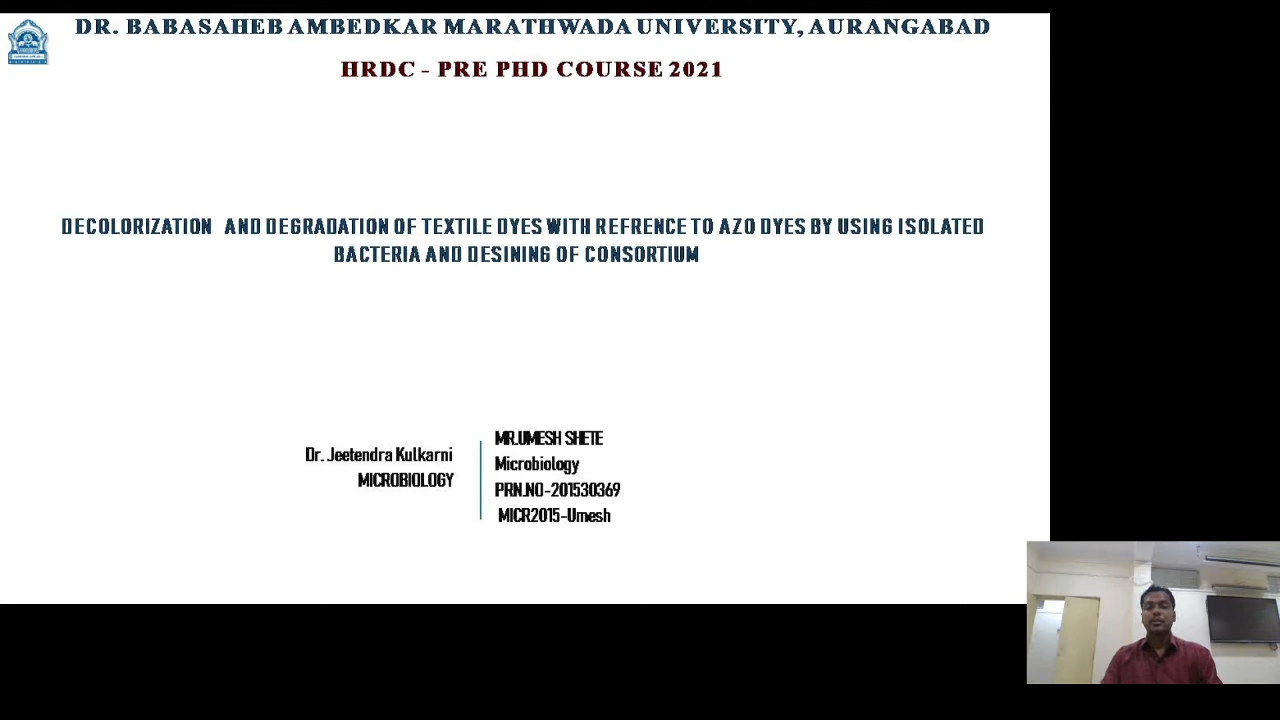 DR. BABASAHEB AMBEDKAR MARATHWADA UNIVERSITY, AURANGABAD
HRDC - PRE PHD COURSE 2021
DECOLORIZATION AND DEGRADATION OF TEXTILE DYES WITH REFRENCE TO AZO DYES BY USING ISOLATED
BACTERIA AND DESINING OF CONSORTIUM
Dr. Jeetendra Kulkarni
MICROBIOLOGY
MR.UMESH SHETE
Microbiology
PRN.NO-201530369
MICR2015-Umesh